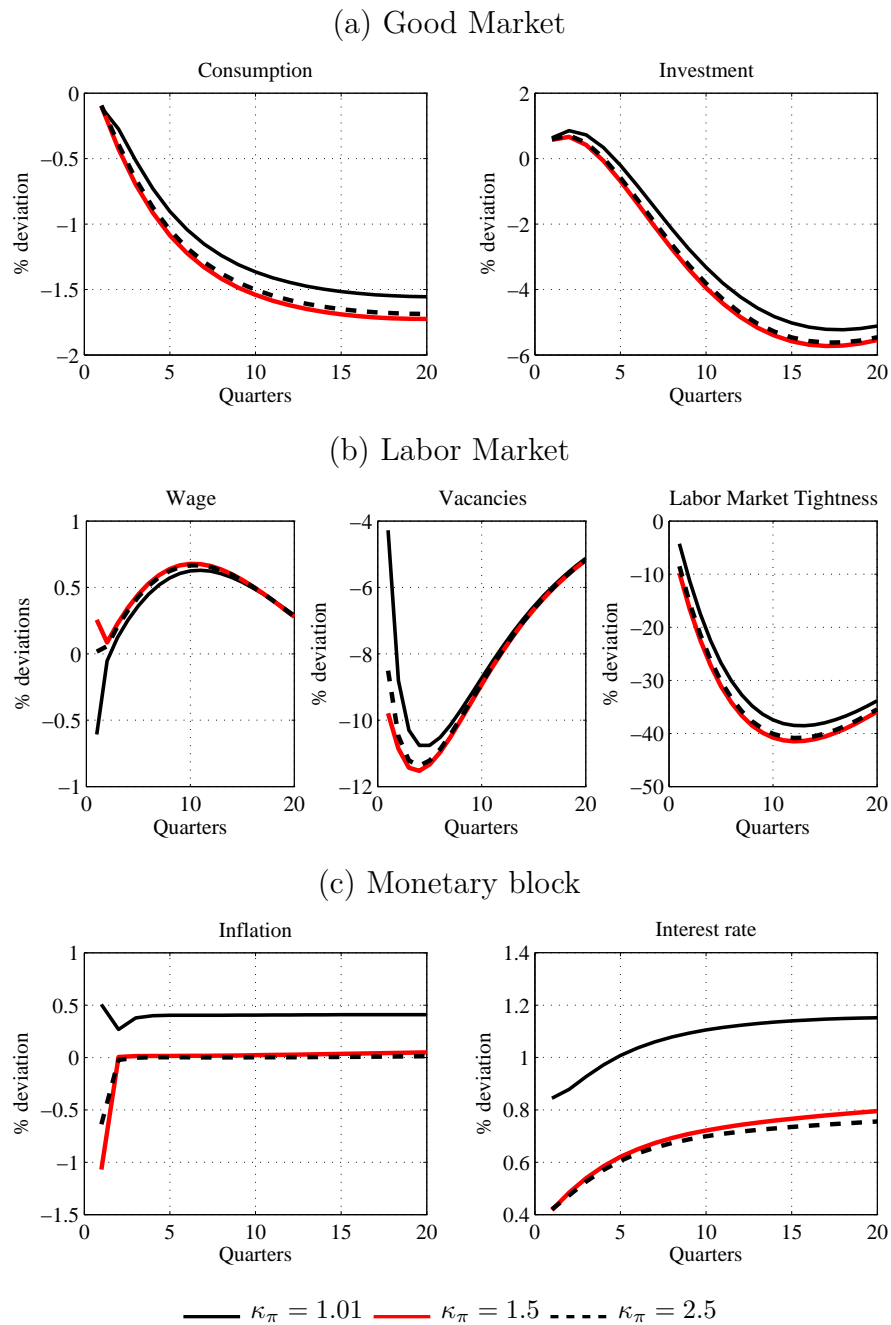 (a) Good Market
Consumption
Investment
0
−0.5
−1
−1.5
−2
% deviation
0 5 10 15 20
Quarters
2
0
−2
−4
−6
% deviation
0 5 10 15 20
Quarters
(b) Labor Market
Wage
Vacancies
Labor Market Tightness
1
0.5
0
−0.5
−1
% deviations
0 10 20
Quarters
−4
−6
−8
−10
−12
% deviation
0 10 20
Quarters
0
−10
−20
−30
−40
−50
% deviation
0 10 20
Quarters
(c) Monetary block
Inflation
Interest rate
1
0.5
0
−0.5
−1
−1.5
% deviation
0 5 10 15 20
Quarters
1.4
1.2
1
0.8
0.6
0.4
% deviation
0 5 10 15 20
Quarters
κπ = 1.01 κπ = 1.5 κπ = 2.5